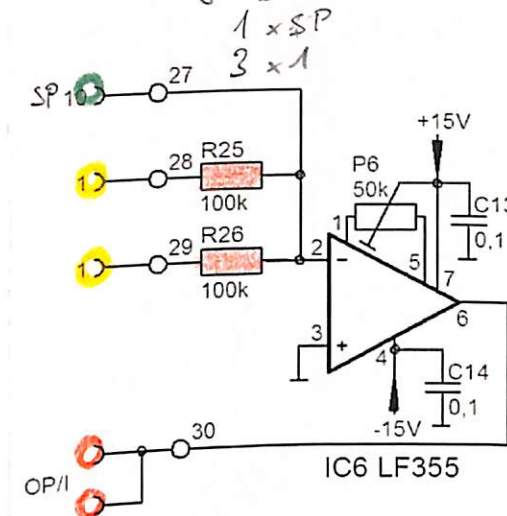 1 x SP
3 x 1
SP 10 27
+15V
1 28 R25 P6
100k 50k C13
1 0,1
1 29 R26 2 - 5 7
100k 6
3 + 4 C14
0,1
-15V
30
OP/I IC6 LF355